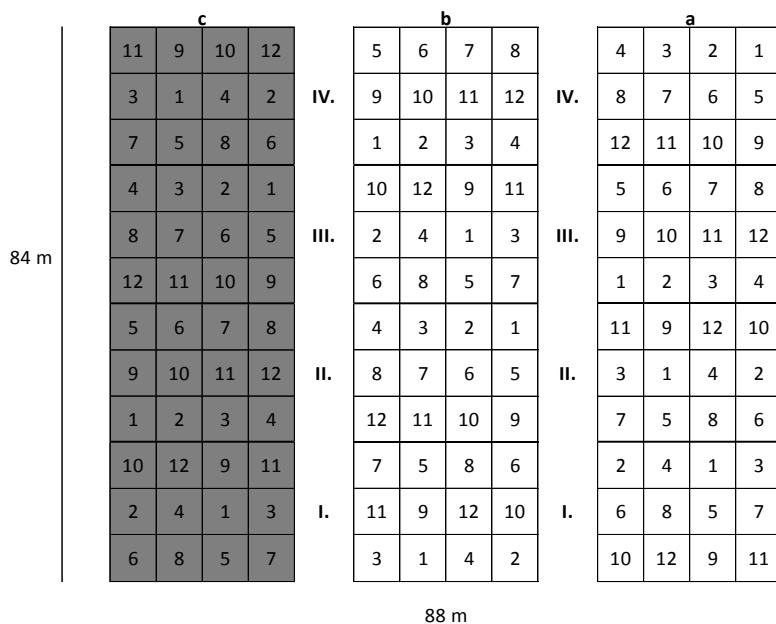 c b a
11 9 10 12 5 6 7 8 4 3 2 1
3 1 4 2 IV. 9 10 11 12 IV. 8 7 6 5
7 5 8 6 1 2 3 4 12 11 10 9
4 3 2 1 10 12 9 11 5 6 7 8
84 m 8 7 6 5 III. 2 4 1 3 III. 9 10 11 12
12 11 10 9 6 8 5 7 1 2 3 4
5 6 7 8 4 3 2 1 11 9 12 10
9 10 11 12 II. 8 7 6 5 II. 3 1 4 2
1 2 3 4 12 11 10 9 7 5 8 6
10 12 9 11 7 5 8 6 2 4 1 3
2 4 1 3 I. 11 9 12 10 I. 6 8 5 7
6 8 5 7 3 1 4 2 10 12 9 11
88 m